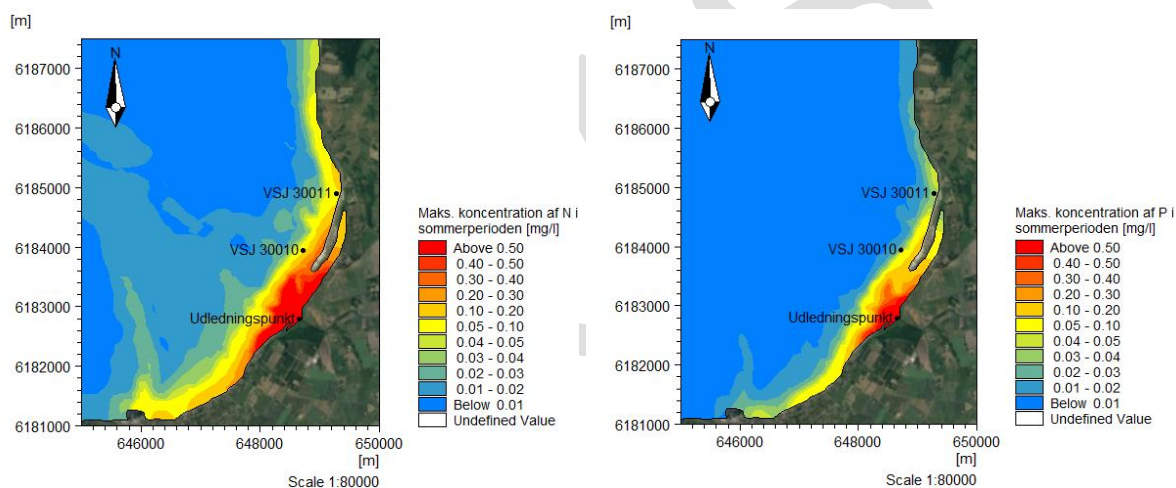 [m]
N
6187000
6186000
6185000
6184000
6183000
6182000
6181000
VSJ 30011
VSJ 30010
Udledningspunkt
646000
648000
650000
[m]
Scale 1:80000
Maks. koncentration af N i
sommerperioden [mg/l]
Above 0.50
0.40 - 0.50
0.30 - 0.40
0.20 - 0.30
0.10 - 0.20
0.05 - 0.10
0.04 - 0.05
0.03 - 0.04
0.02 - 0.03
0.01 - 0.02
Below 0.01
Undefined Value
[m]
N
6187000
6186000
6185000
6184000
6183000
6182000
6181000
VSJ 30011
VSJ 30010
Udledningspunkt
646000
648000
650000
[m]
Scale 1:80000
Maks. koncentration af P i
sommerperioden [mg/l]
Above 0.50
0.40 - 0.50
0.30 - 0.40
0.20 - 0.30
0.10 - 0.20
0.05 - 0.10
0.04 - 0.05
0.03 - 0.04
0.02 - 0.03
0.01 - 0.02
Below 0.01
Undefined Value